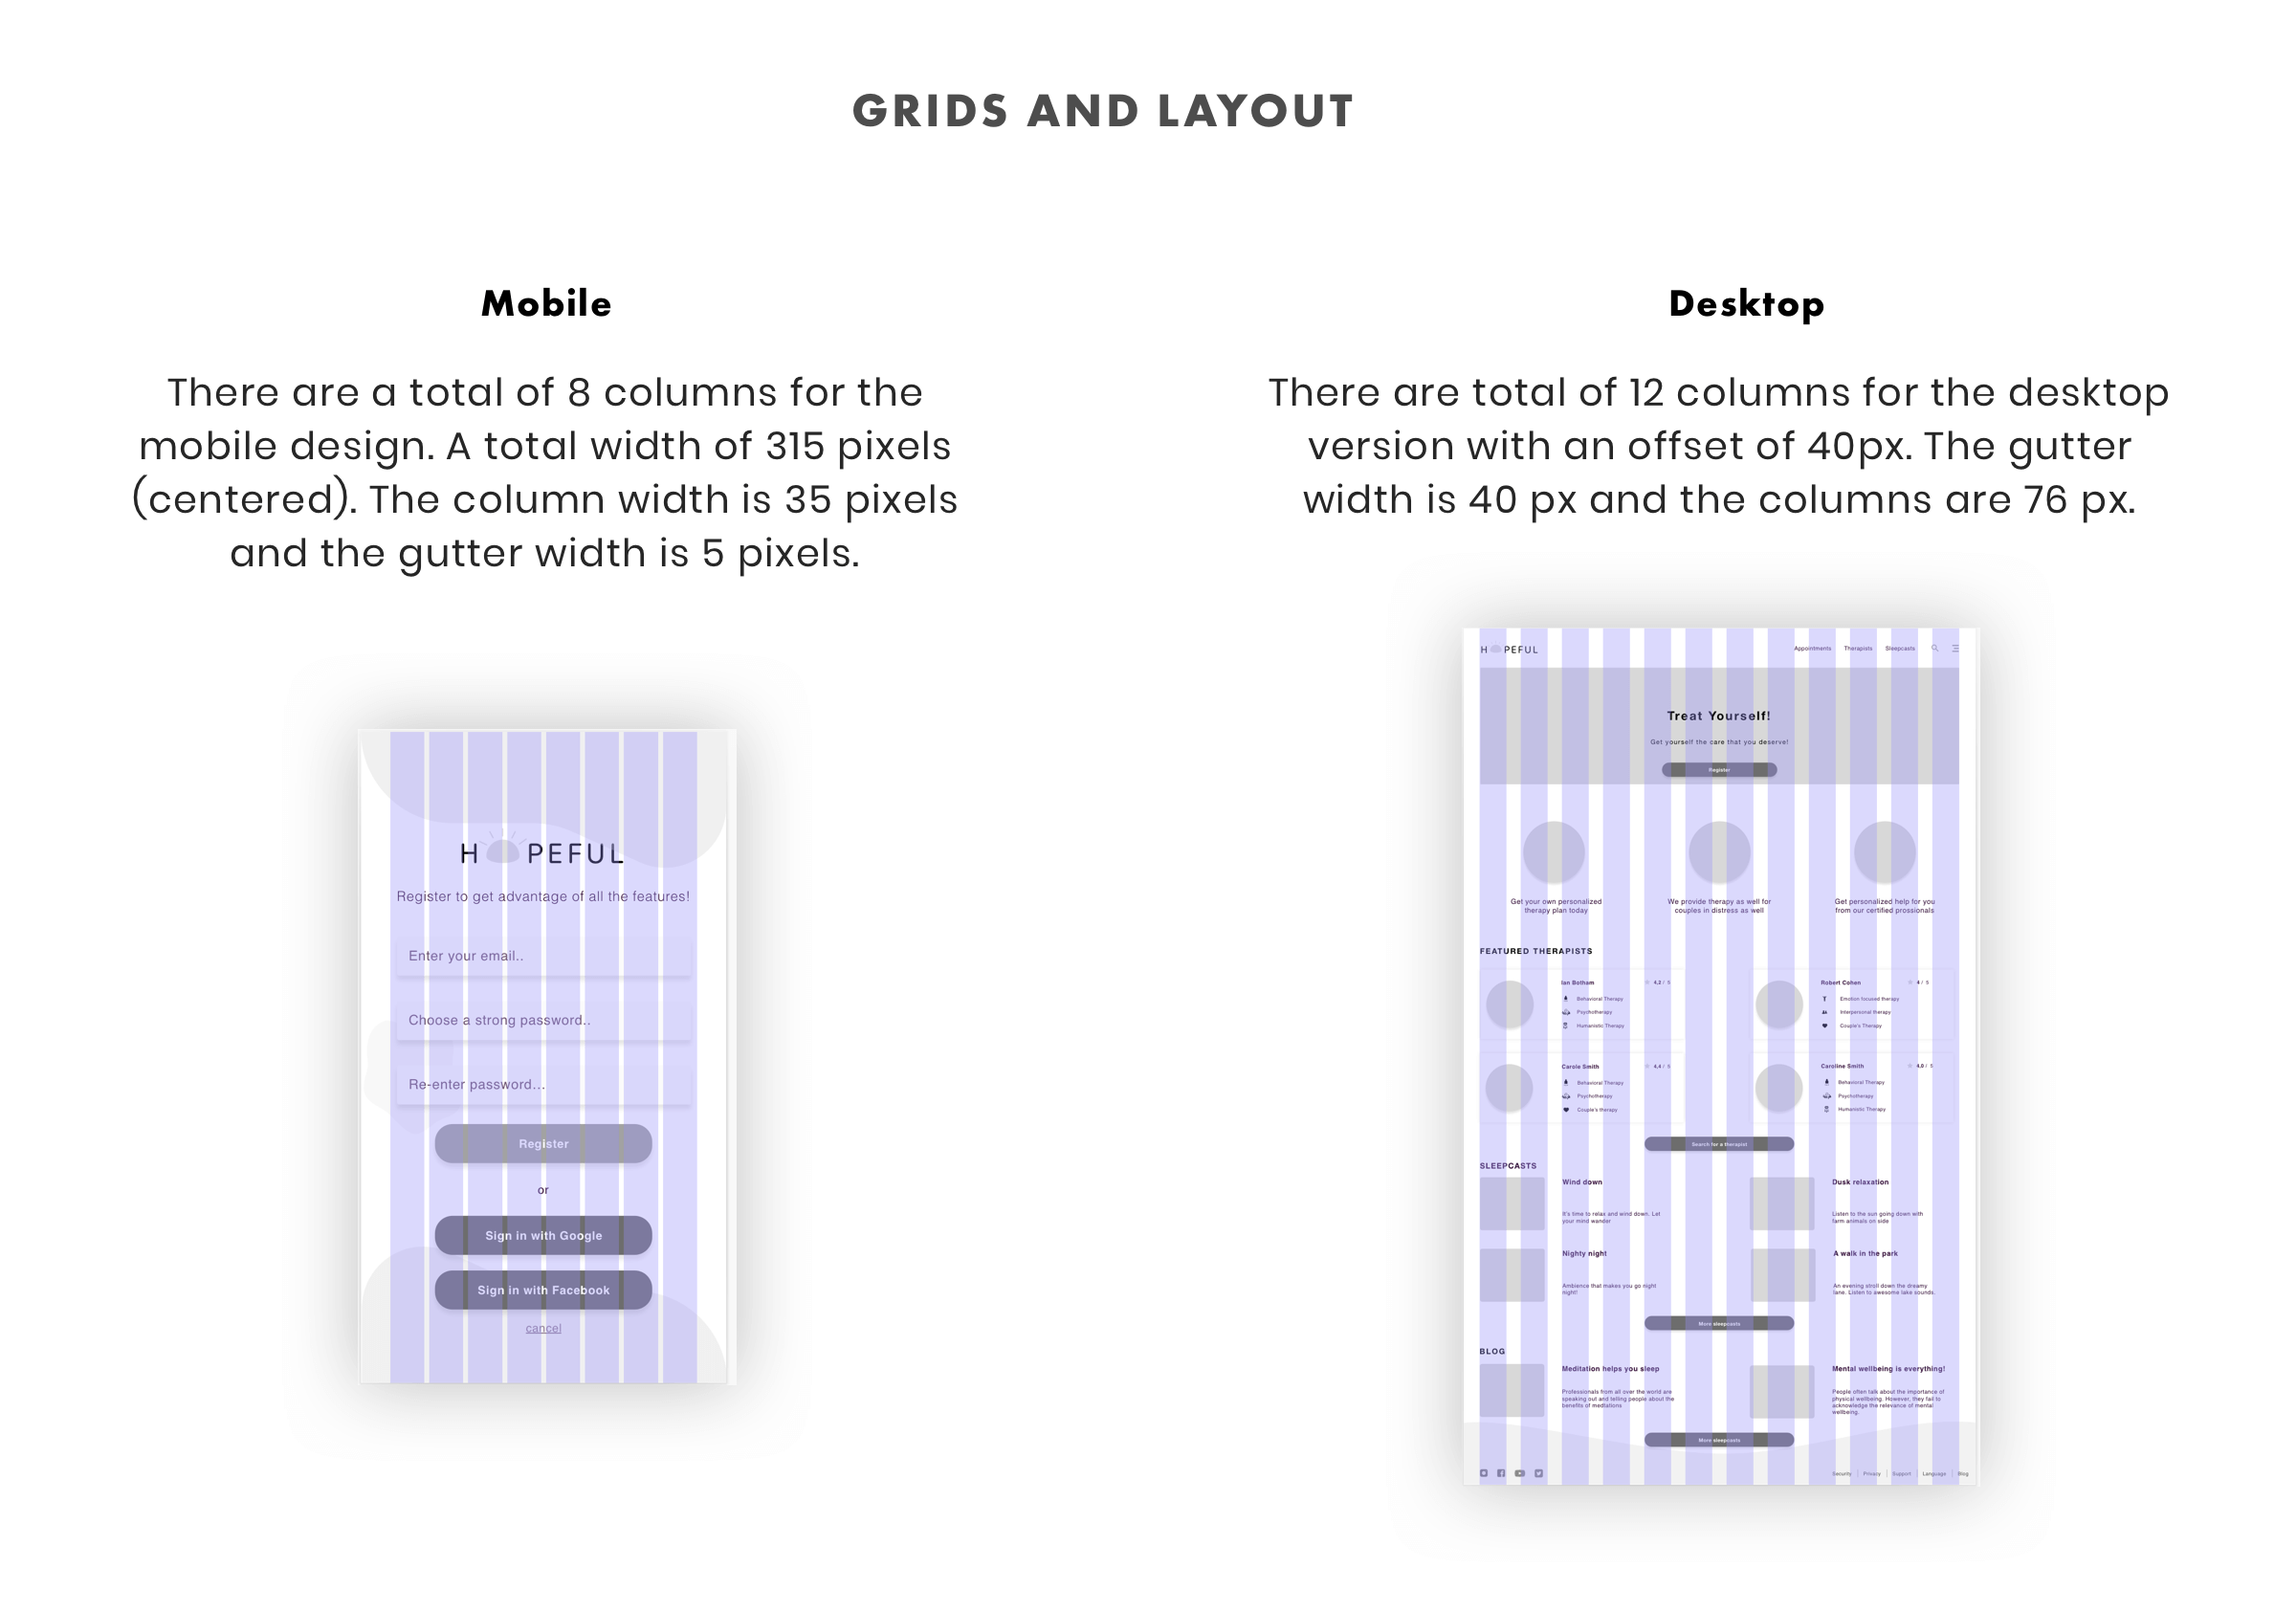 GRIDS AND LAYOUT
Mobile
There are a total of 8 columns for the
mobile design. A total width of 315 pixels
(centered). The column width is 35 pixels
and the gutter width is 5 pixels.
H PEFUL
Register to get advantage of all the features!
Enter your email..
Choose a strong password..
Re-enter password...
Register
or
Sign in with Google
Sign in with Facebook
cancel
Desktop
There are total of 12 columns for the desktop
version with an offset of 40px. The gutter
width is 40 px and the columns are 76 px.
H PEFUL
Appointments Therapists Sleepcasts
Treat Yourself!
Get yourself the care that you deserve!
Register
Get your own personalized
therapy plan today
We provide therapy as well for
couples in distress as well
Get personalized help for you
from our certified prossionals
FEATURED THERAPISTS
Ian Botham 4,2 / 5
Behavioral Therapy
Psychotherapy
Humanistic Therapy
Robert Cohen 4 / 5
Emotion focused therapy
Interpersonal therapy
Couple's Therapy
Carole Smith 4,4 / 5
Behavioral Therapy
Psychotherapy
Couple's therapy
Caroline Smith 4,0 / 5
Behavioral Therapy
Psychotherapy
Humanistic Therapy
Search for a therapist
SLEEPCASTS
Wind down
It's time to relax and wind down. Let
your mind wander
Dusk relaxation
Listen to the sun going down with
farm animals on side
Nighty night
Ambience that makes you go night
night!
A walk in the park
An evening stroll down the dreamy
lane. Listen to awesome lake sounds.
More sleepcasts
BLOG
Meditation helps you sleep
Professionals from all over the world are
speaking out and telling people about the
benefits of mediations
Mental wellbeing is everything!
People often talk about the importance of
physical wellbeing. However, they fail to
acknowledge the relevance of mental
wellbeing.
More sleepcasts
Security Privacy Support Language Blog